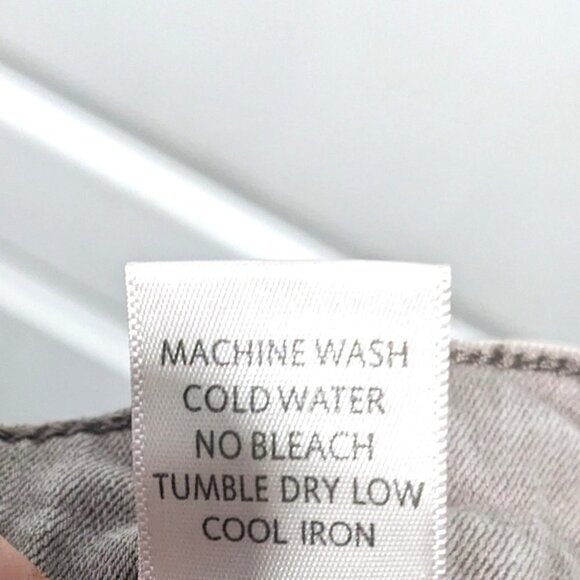 MACHINE WASH
COLD WATER
NO BLEACH
TUMBLE DRY LOW
COOL IRON